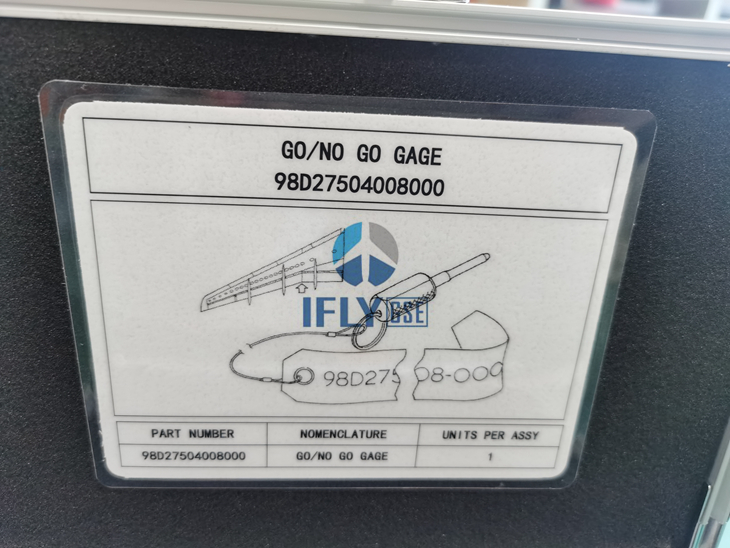 GO/NO GO GAGE
98D27504008000
IFLY GSE
98D275 08-000
PART NUMBER NOMENCLATURE UNITS PER ASSY
98D27504008000 GO/NO GO GAGE 1